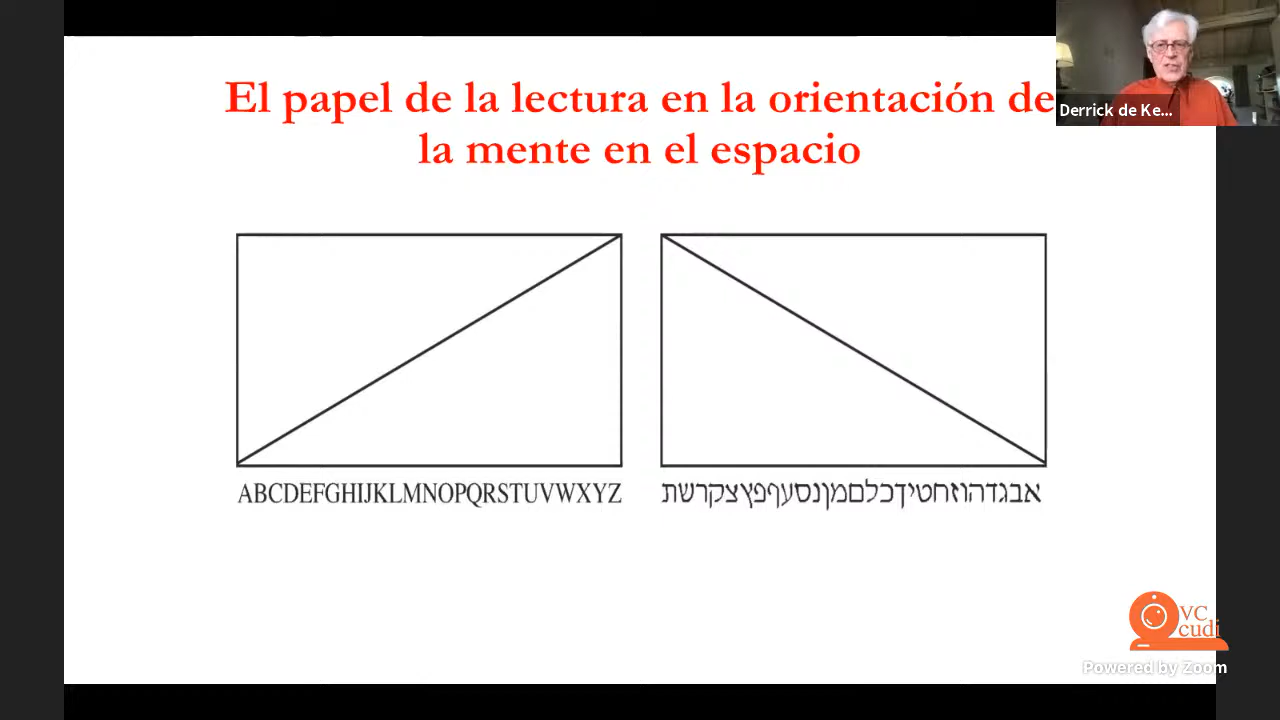 El papel de la lectura en la orientación de
la mente en el espacio
Derrick de Ke...
ABCDEFGHIJKLMNOPQRSTUVWXYZ
אבגדהוזחטיךכלםמןנסעףפץצקרשת
VC
cudi
Powered by Zoom